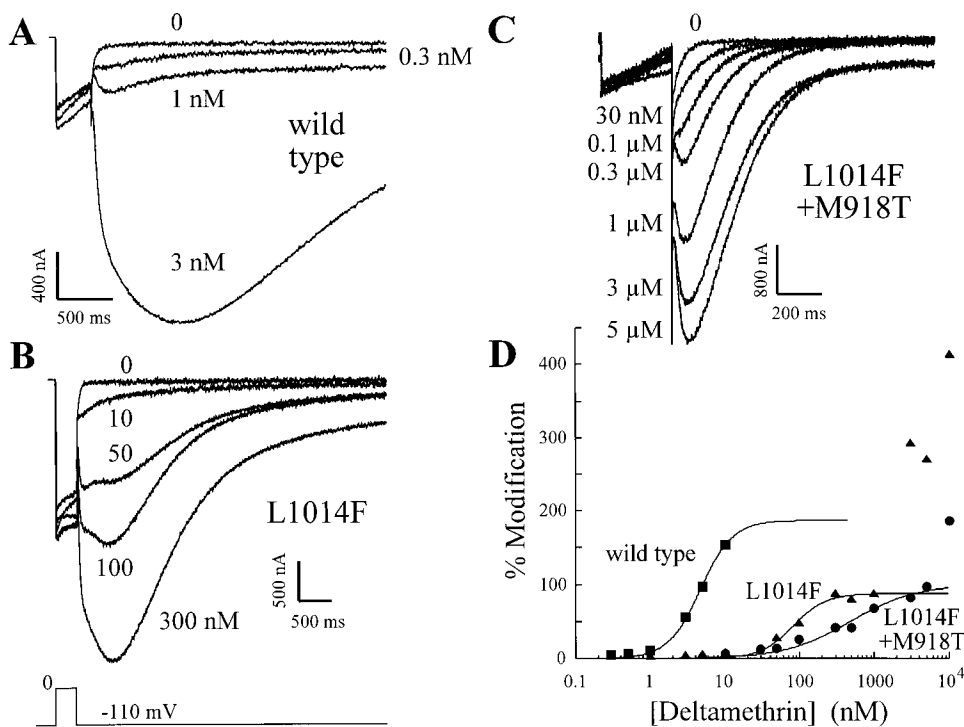 A
0
0.3 nM
1 nM
wild
type
3 nM
400 nA
500 ms
B
0
10
50
100
300 nM
L1014F
500 nA
500 ms
0
-110 mV
C
0
30 nM
0.1 µM
0.3 µM
1 µM
3 µM
5 µM
L1014F
+M918T
800 nA
200 ms
D
% Modification
400
300
200
100
0
wild type
L1014F
L1014F
+M918T
0.1
1
10
100
1000
10⁴
[Deltamethrin] (nM)